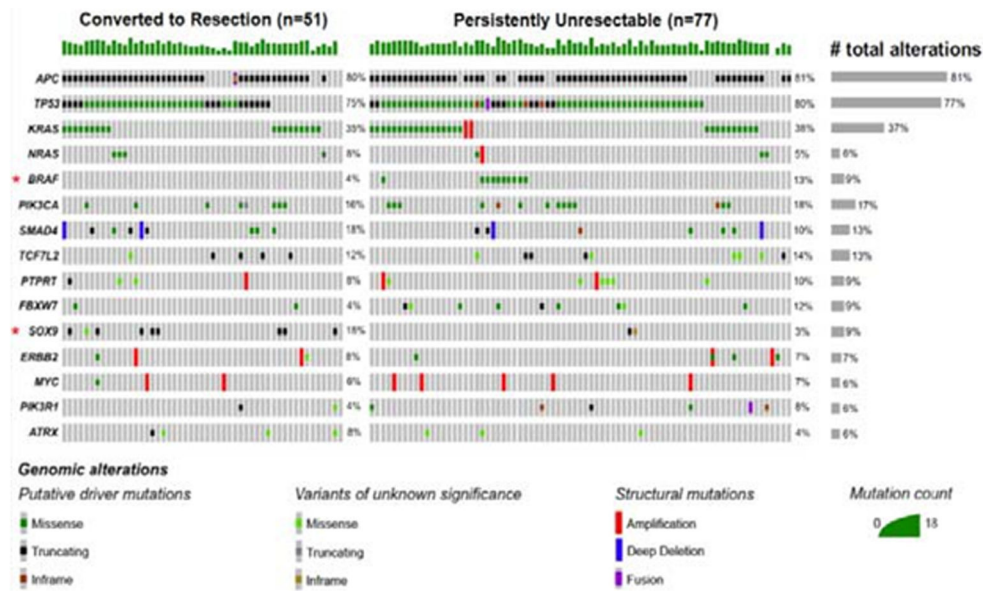 Converted to Resection (n=51) Persistently Unresectable (n=77)
# total alterations
APC 80% 81% 81%
TP53 75% 80% 77%
KRAS 35% 38% 37%
NRAS 8% 5% 6%
* BRAF 4% 13% 9%
PIK3CA 16% 18% 17%
SMAD4 18% 10% 13%
TCF7L2 12% 14% 13%
PTPRT 8% 10% 9%
FBXW7 4% 12% 9%
* SOX9 18% 3% 9%
ERBB2 8% 7% 7%
MYC 6% 7% 6%
PIK3R1 4% 8% 6%
ATRX 8% 4% 6%
Genomic alterations
Putative driver mutations Variants of unknown significance Structural mutations Mutation count
Missense Missense Amplification 0 18
Truncating Truncating Deep Deletion
Inframe Inframe Fusion